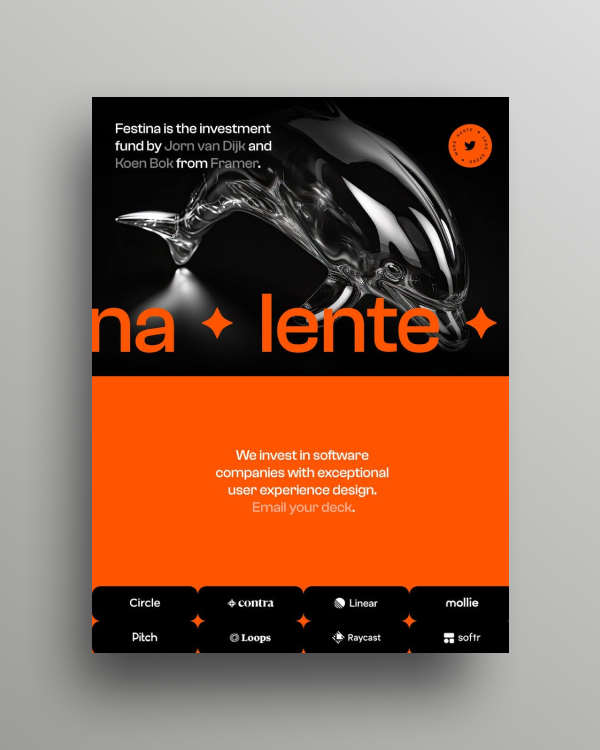 Festina is the investment
fund by Jorn van Dijk and
Koen Bok from Framer.
na ✦ lente ✦
We invest in software
companies with exceptional
user experience design.
Email your deck.
Circle
contra
Linear
mollie
Pitch
Loops
Raycast
softr